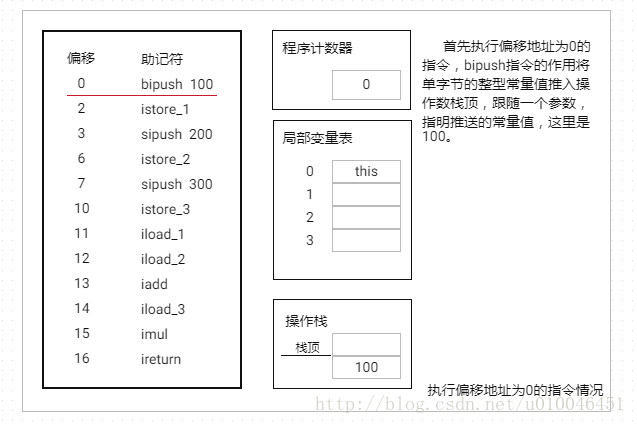 偏移 助记符
0 bipush 100
2 istore_1
3 sipush 200
6 istore_2
7 sipush 300
10 istore_3
11 iload_1
12 iload_2
13 iadd
14 iload_3
15 imul
16 ireturn
程序计数器
0
局部变量表
0 this
1
2
3
操作栈
栈顶
100
首先执行偏移地址为0的
指令，bipush指令的作用将
单字节的整型常量值推入操
作数栈顶，跟随一个参数，
指明推送的常量值，这里是
100。
执行偏移地址为0的指令情况
http://blog.csdn.net/u010046451